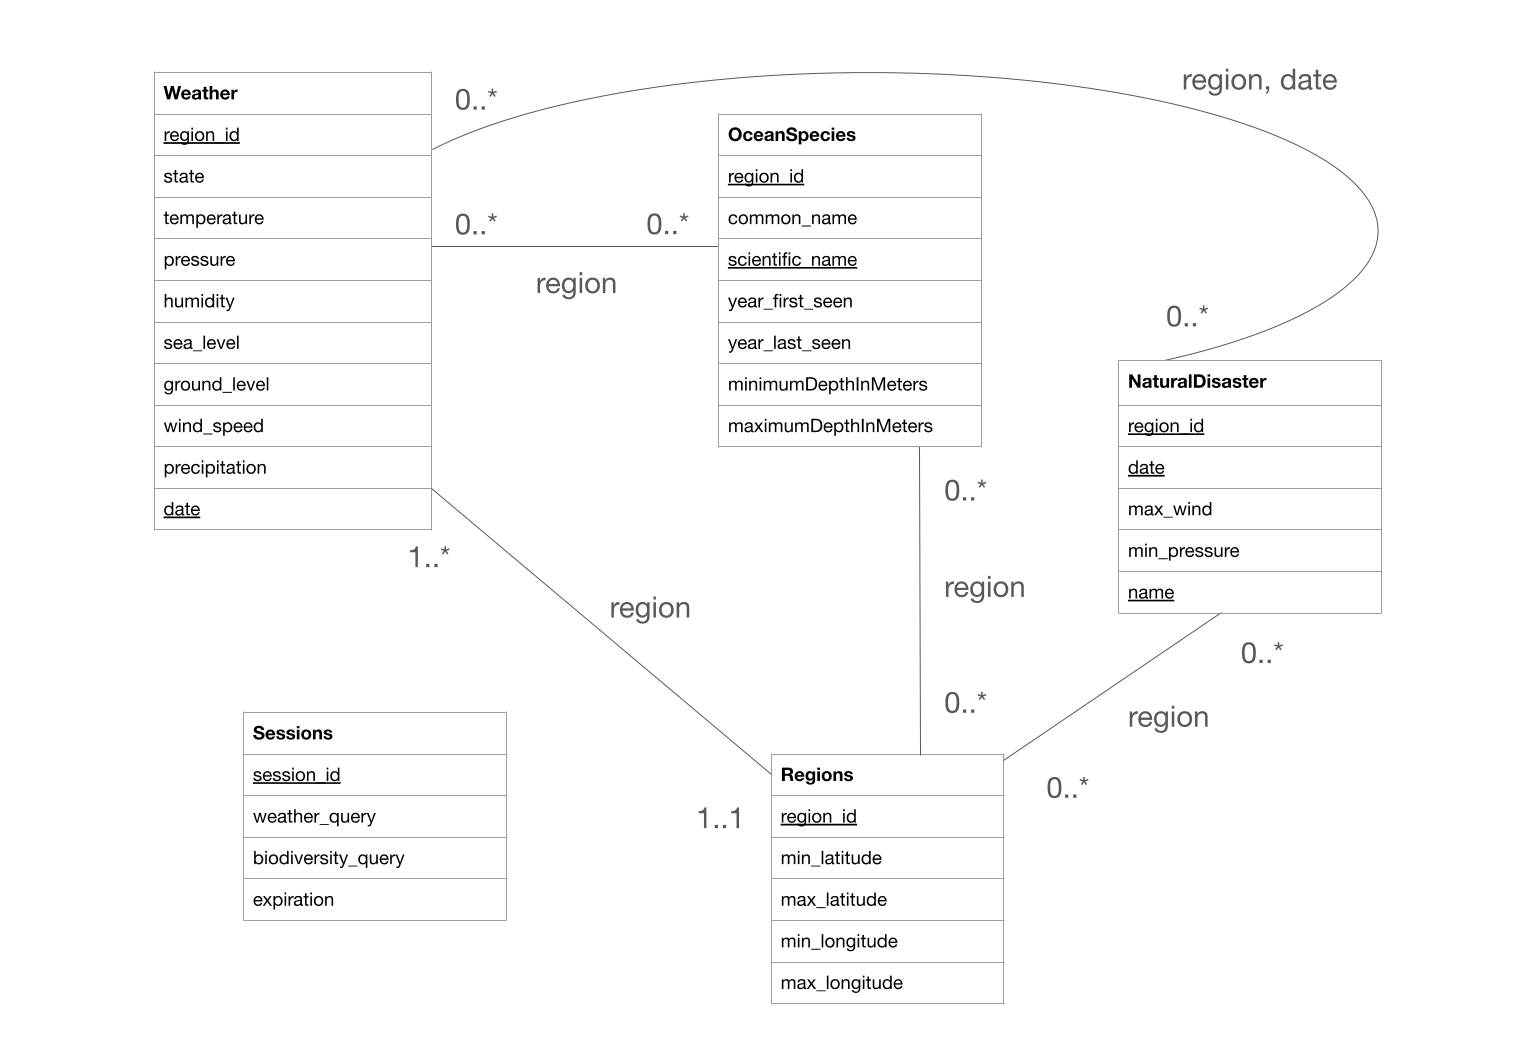 Weather
region_id
state
temperature
pressure
humidity
sea_level
ground_level
wind_speed
precipitation
date
0..*
region, date
0..*
0..*
0..*
region
OceanSpecies
region_id
common_name
scientific_name
year_first_seen
year_last_seen
minimumDepthInMeters
maximumDepthInMeters
NaturalDisaster
region_id
date
max_wind
min_pressure
name
1..*
region
1..1
0..*
region
0..*
0..*
region
0..*
Sessions
session_id
weather_query
biodiversity_query
expiration
Regions
region_id
min_latitude
max_latitude
min_longitude
max_longitude